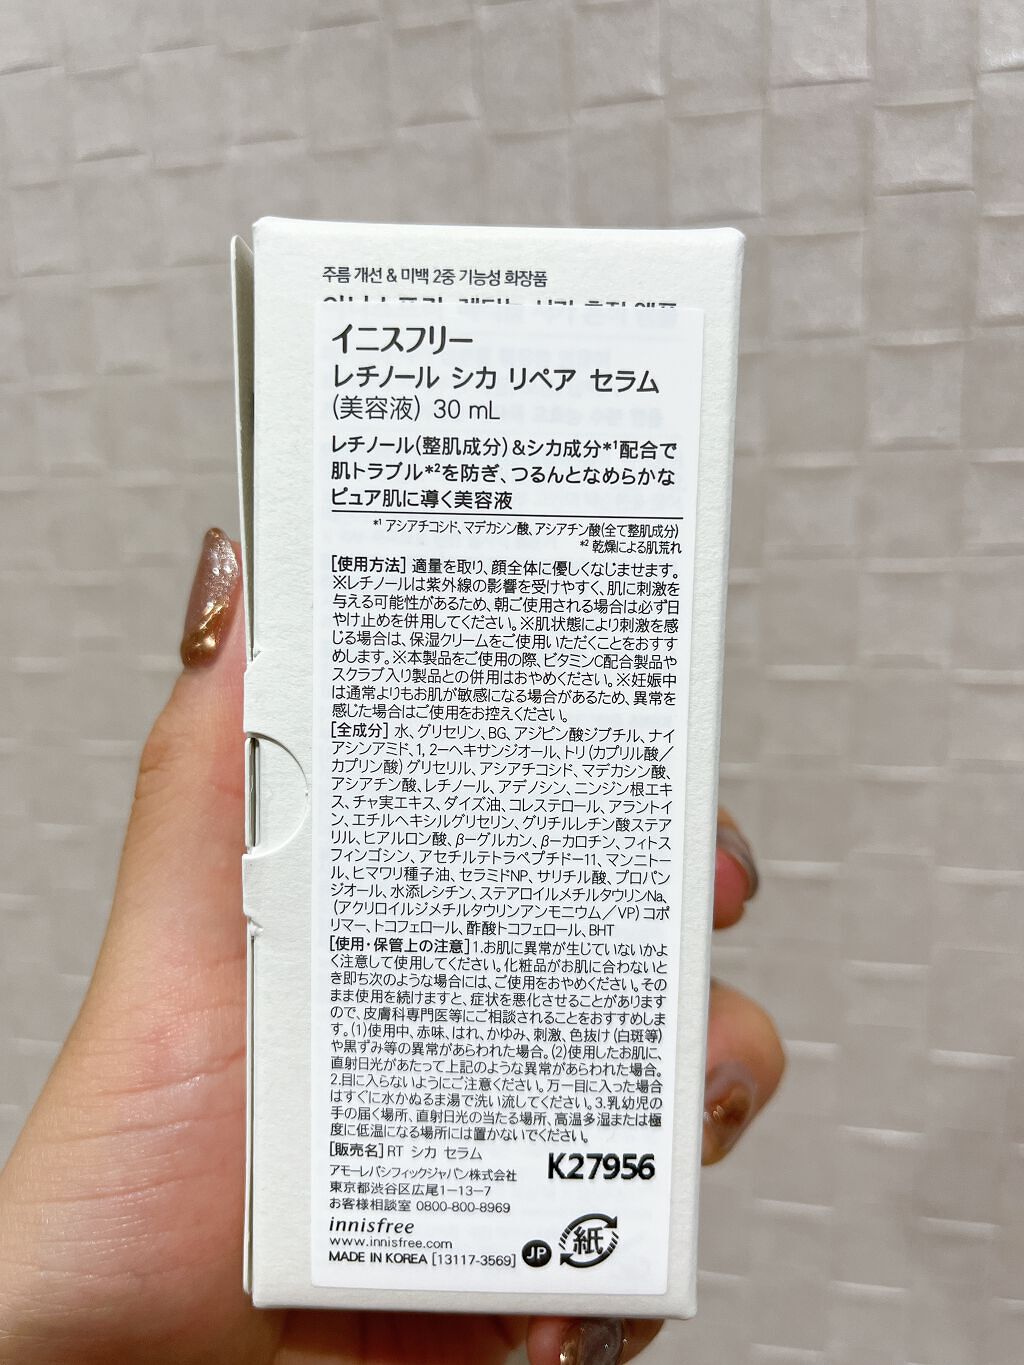 주름 개선 & 미백 2중 기능성 화장품
イニスフリー
レチノール シカ リペア セラム
(美容液) 30 mL
レチノール(整肌成分)&シカ成分*1配合で
肌トラブル*2を防ぎ、つるんとなめらかな
ピュア肌に導く美容液
*1 アシアチコシド、マデカシン酸、アシアチン酸(全て整肌成分)
*2 乾燥による肌荒れ
[使用方法] 適量を取り、顔全体に優しくなじませます。
※レチノールは紫外線の影響を受けやすく、肌に刺激を
与える可能性があるため、朝ご使用される場合は必ず日
やけ止めを併用してください。※肌状態により刺激を感
じる場合は、保湿クリームをご使用いただくことをおすす
めします。※本製品をご使用の際、ビタミンC配合製品や
スクラブ入り製品との併用はおやめください。※妊娠中
は通常よりもお肌が敏感になる場合があるため、異常を
感じた場合はご使用をお控えください。
[全成分] 水、グリセリン、BG、アジピン酸ジブチル、ナイ
アシンアミド、1,2-ヘキサンジオール、トリ(カプリル酸/
カプリン酸)グリセリル、アシアチコシド、マデカシン酸、
アシアチン酸、レチノール、アデノシン、ニンジン根エキ
ス、チャ実エキス、ダイズ油、コレステロール、アラントイ
ン、エチルヘキシルグリセリン、グリチルレチン酸ステア
リル、ヒアルロン酸、β-グルカン、β-カロチン、フィトス
フィンゴシン、アセチルテトラペプチド-11、マンニトー
ル、ヒマワリ種子油、セラミドNP、サリチル酸、プロパン
ジオール、水添レシチン、ステアロイルメチルタウリンNa、
(アクリロイルジメチルタウリンアンモニウム/VP)コポ
リマー、トコフェロール、酢酸トコフェロール、BHT
[使用・保管上の注意]1.お肌に異常が生じていないかよ
く注意して使用してください。化粧品がお肌に合わないと
き即ち次のような場合には、ご使用をおやめください。その
まま使用を続けますと、症状を悪化させることがあります
ので、皮膚科専門医等にご相談されることをおすすめしま
す。(1)使用中、赤味、はれ、かゆみ、刺激、色抜け(白斑等)
や黒ずみ等の異常があらわれた場合。(2)使用したお肌に、
直射日光があたって上記のような異常があらわれた場合。
2.目に入らないようにご注意ください。万一目に入った場合
はすぐに水かぬるま湯で洗い流してください。3.乳幼児の
手の届く場所、直射日光の当たる場所、高温多湿または極
度に低温になる場所には置かないでください。
[販売名]RT シカ セラム
アモーレパシフィックジャパン株式会社
東京都渋谷区広尾1-13-7
お客様相談室 0800-800-8969
K27956
innisfree
www.innisfree.com
MADE IN KOREA [13117-3569]
JP
紙